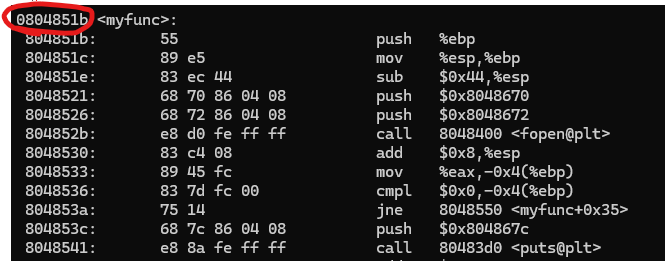 0804851b <myfunc>:
804851b: 55 push %ebp
804851c: 89 e5 mov %esp,%ebp
804851e: 83 ec 44 sub $0x44,%esp
8048521: 68 70 86 04 08 push $0x8048670
8048526: 68 72 86 04 08 push $0x8048672
804852b: e8 d0 fe ff ff call 8048400 <fopen@plt>
8048530: 83 c4 08 add $0x8,%esp
8048533: 89 45 fc mov %eax,-0x4(%ebp)
8048536: 83 7d fc 00 cmpl $0x0,-0x4(%ebp)
804853a: 75 14 jne 8048550 <myfunc+0x35>
804853c: 68 7c 86 04 08 push $0x804867c
8048541: e8 8a fe ff ff call 80483d0 <puts@plt>